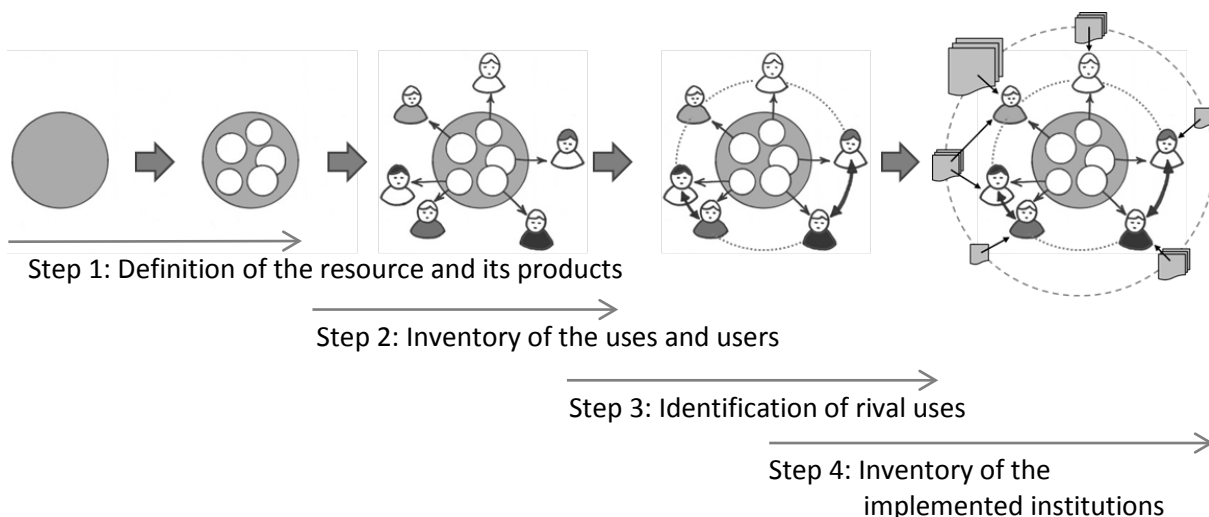 Step 1: Definition of the resource and its products
Step 2: Inventory of the uses and users
Step 3: Identification of rival uses
Step 4: Inventory of the
implemented institutions